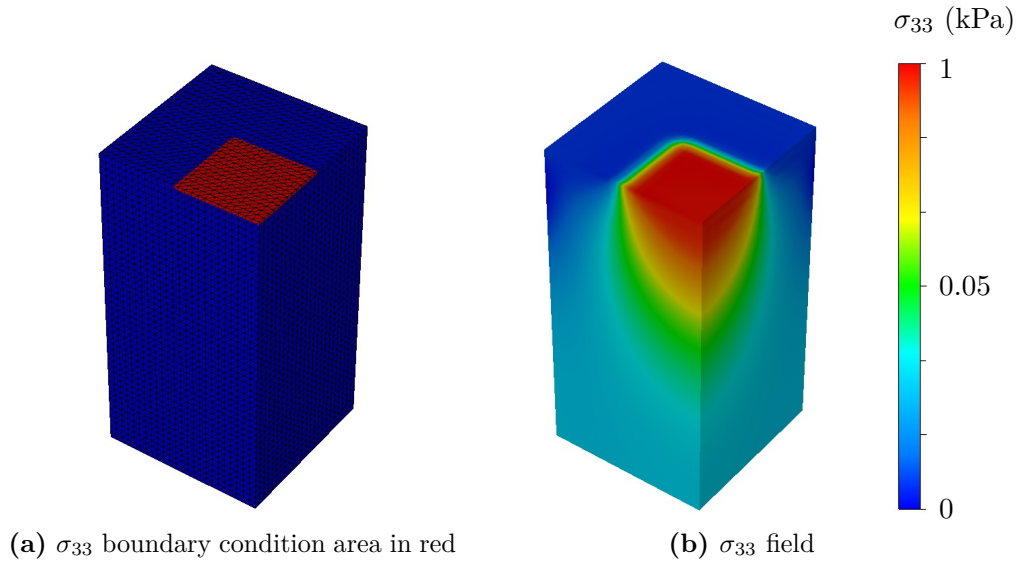 σ₃₃ (kPa)
1
0.05
0
(a) σ₃₃ boundary condition area in red
(b) σ₃₃ field